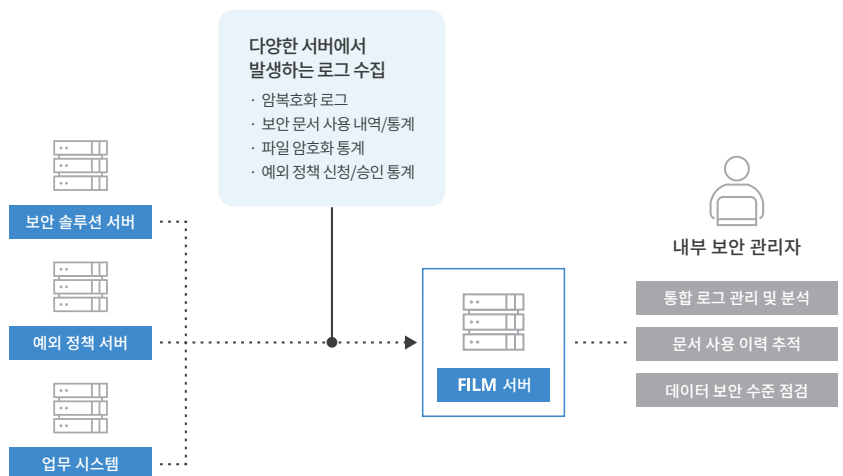 다양한 서버에서
발생하는 로그 수집
· 암복호화 로그
· 보안 문서 사용 내역/통계
· 파일 암호화 통계
· 예외 정책 신청/승인 통계
보안 솔루션 서버
예외 정책 서버
업무 시스템
FILM 서버
내부 보안 관리자
통합 로그 관리 및 분석
문서 사용 이력 추적
데이터 보안 수준 점검